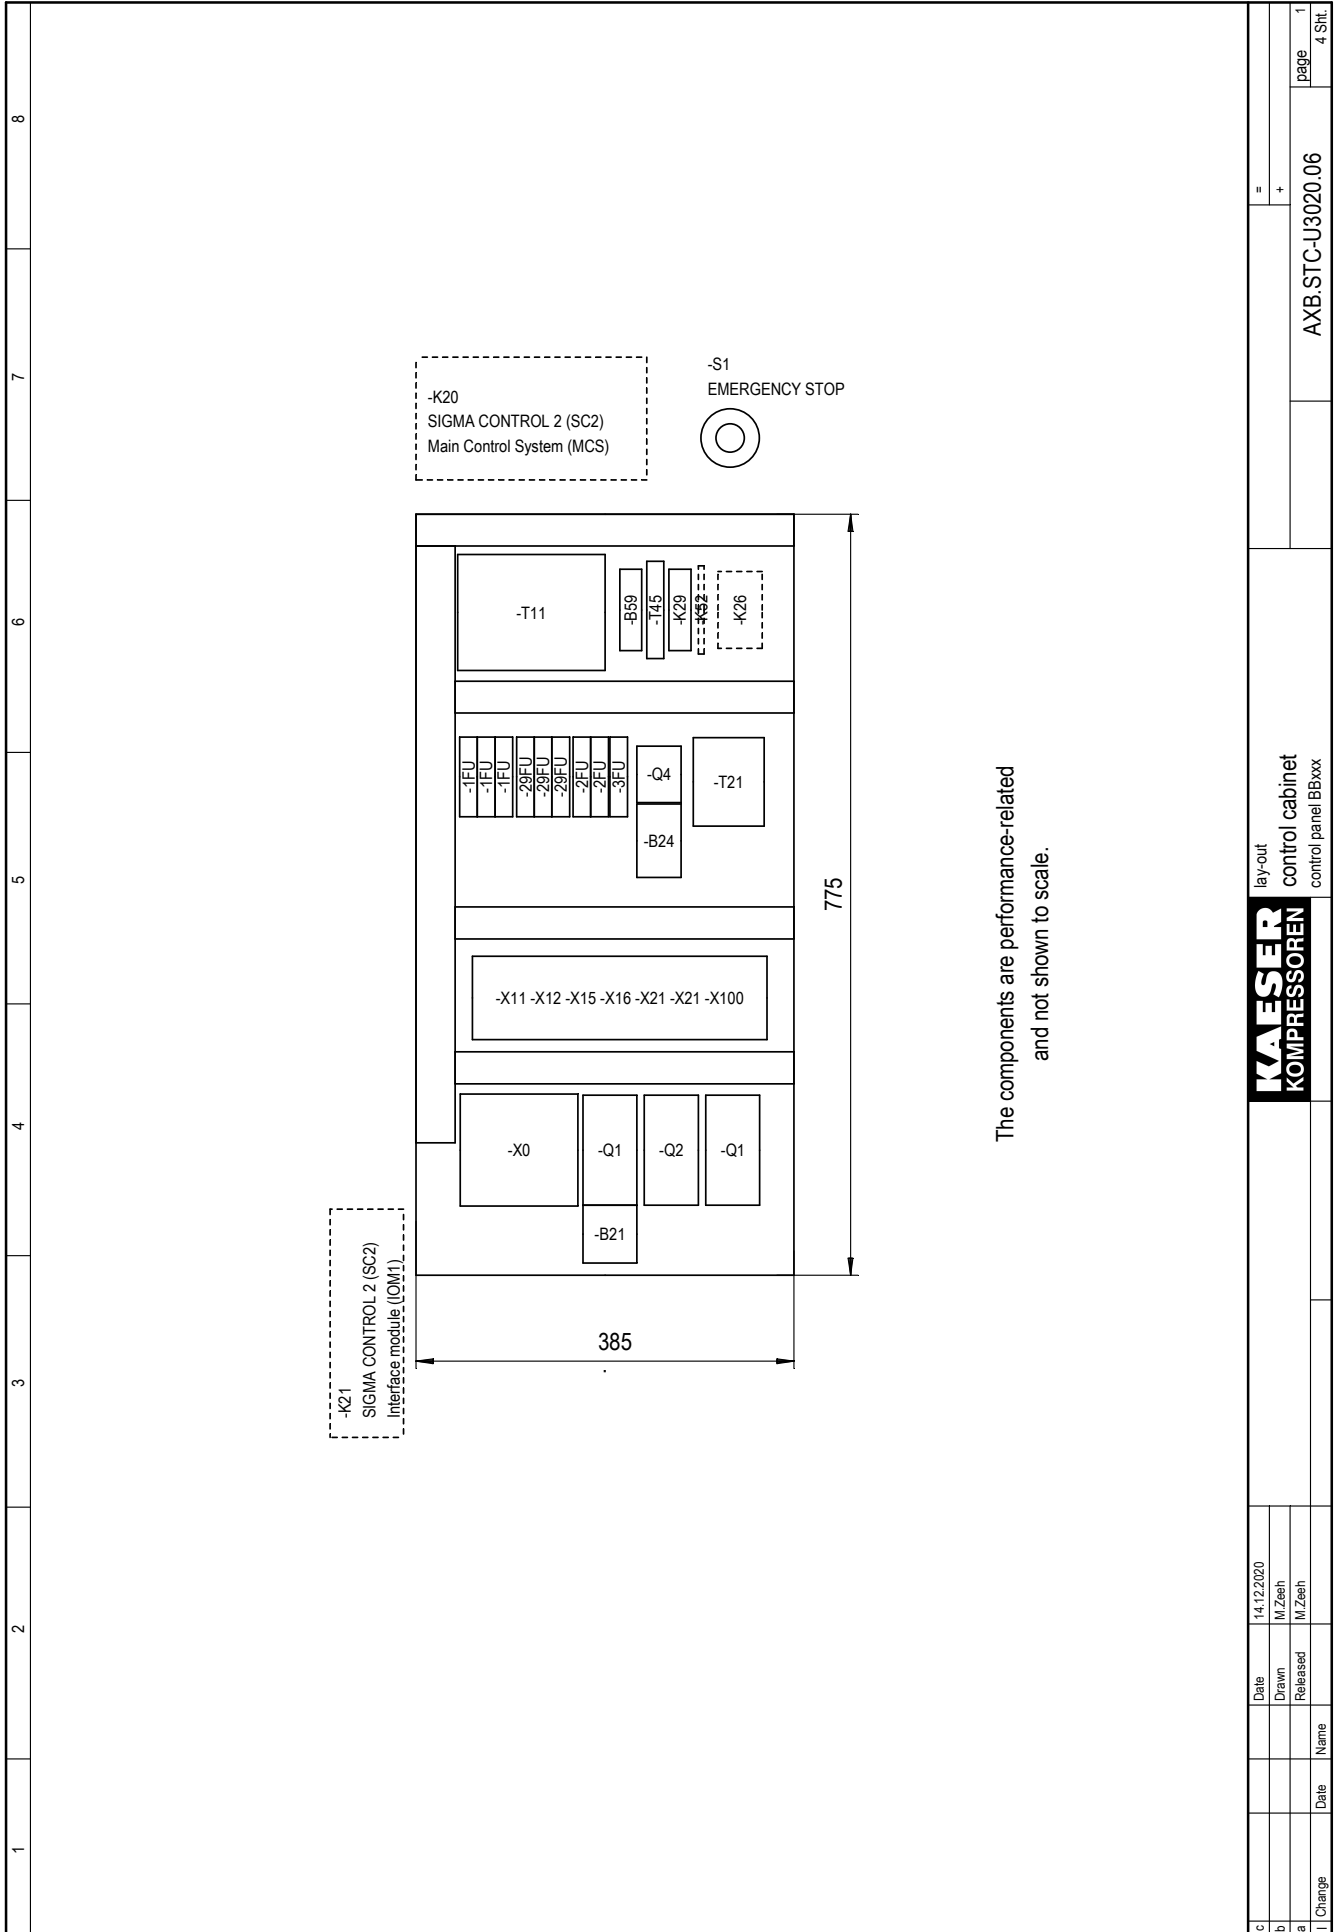 8
7
6
5
4
3
2
1
-K20
SIGMA CONTROL 2 (SC2)
Main Control System (MCS)
-S1
EMERGENCY STOP
-T11
-B59
-T45
-K29
-K52
-K26
-1FU
-1FU
-1FU
-29FU
-29FU
-29FU
-2FU
-2FU
-3FU
-Q4
-B24
-T21
-X11 -X12 -X15 -X16 -X21 -X21 -X100
-X0
-Q1
-Q2
-Q1
-B21
775
385
-K21
SIGMA CONTROL 2 (SC2)
Interface module (IOM1)
The components are performance-related
and not shown to scale.
c
b
a
Change
Date
Name
Date
14.12.2020
Drawn
M.Zeeh
Released
M.Zeeh
KAESER
KOMPRESSOREN
lay-out
control cabinet
control panel BBxxx
=
+
AXB.STC-U3020.06
page 1
4 Sht.